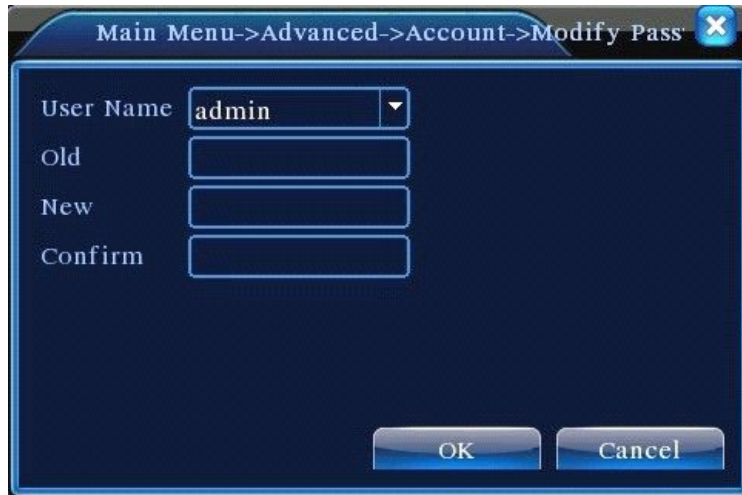 Main Menu->Advanced->Account->Modify Pass
User Name admin
Old
New
Confirm
OK Cancel